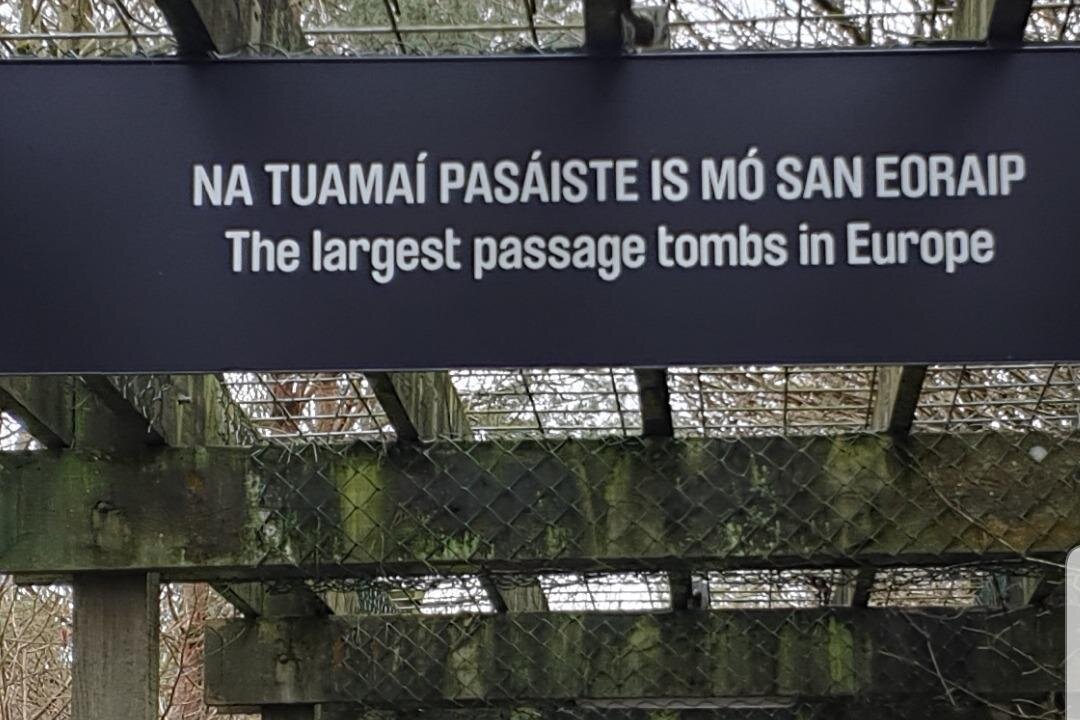 NA TUAMAÍ PASÁISTE IS MÓ SAN EORAIP
The largest passage tombs in Europe